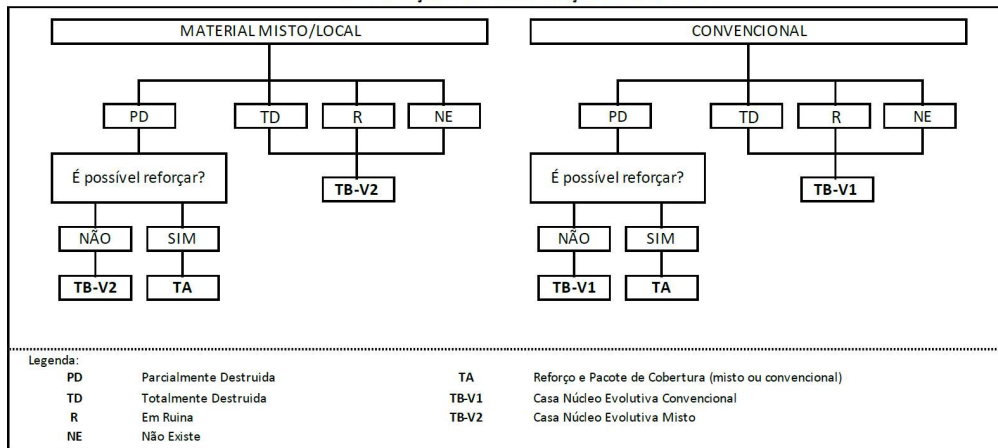 MATERIAL MISTO/LOCAL
PD
TD
R
NE
É possível reforçar?
TB-V2
NÃO
SIM
TB-V2
TA
CONVENCIONAL
PD
TD
R
NE
É possível reforçar?
TB-V1
NÃO
SIM
TB-V1
TA
Legenda:
PD Parcialmente Destruida
TD Totalmente Destruida
R Em Ruina
NE Não Existe
TA Reforço e Pacote de Cobertura (misto ou convencional)
TB-V1 Casa Núcleo Evolutiva Convencional
TB-V2 Casa Núcleo Evolutiva Misto